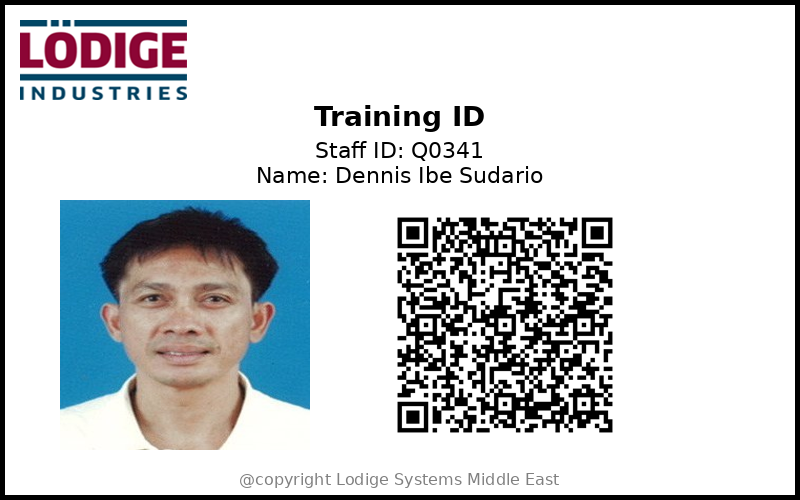 LÖDIGE
INDUSTRIES
Training ID
Staff ID: Q0341
Name: Dennis Ibe Sudario
@copyright Lodige Systems Middle East